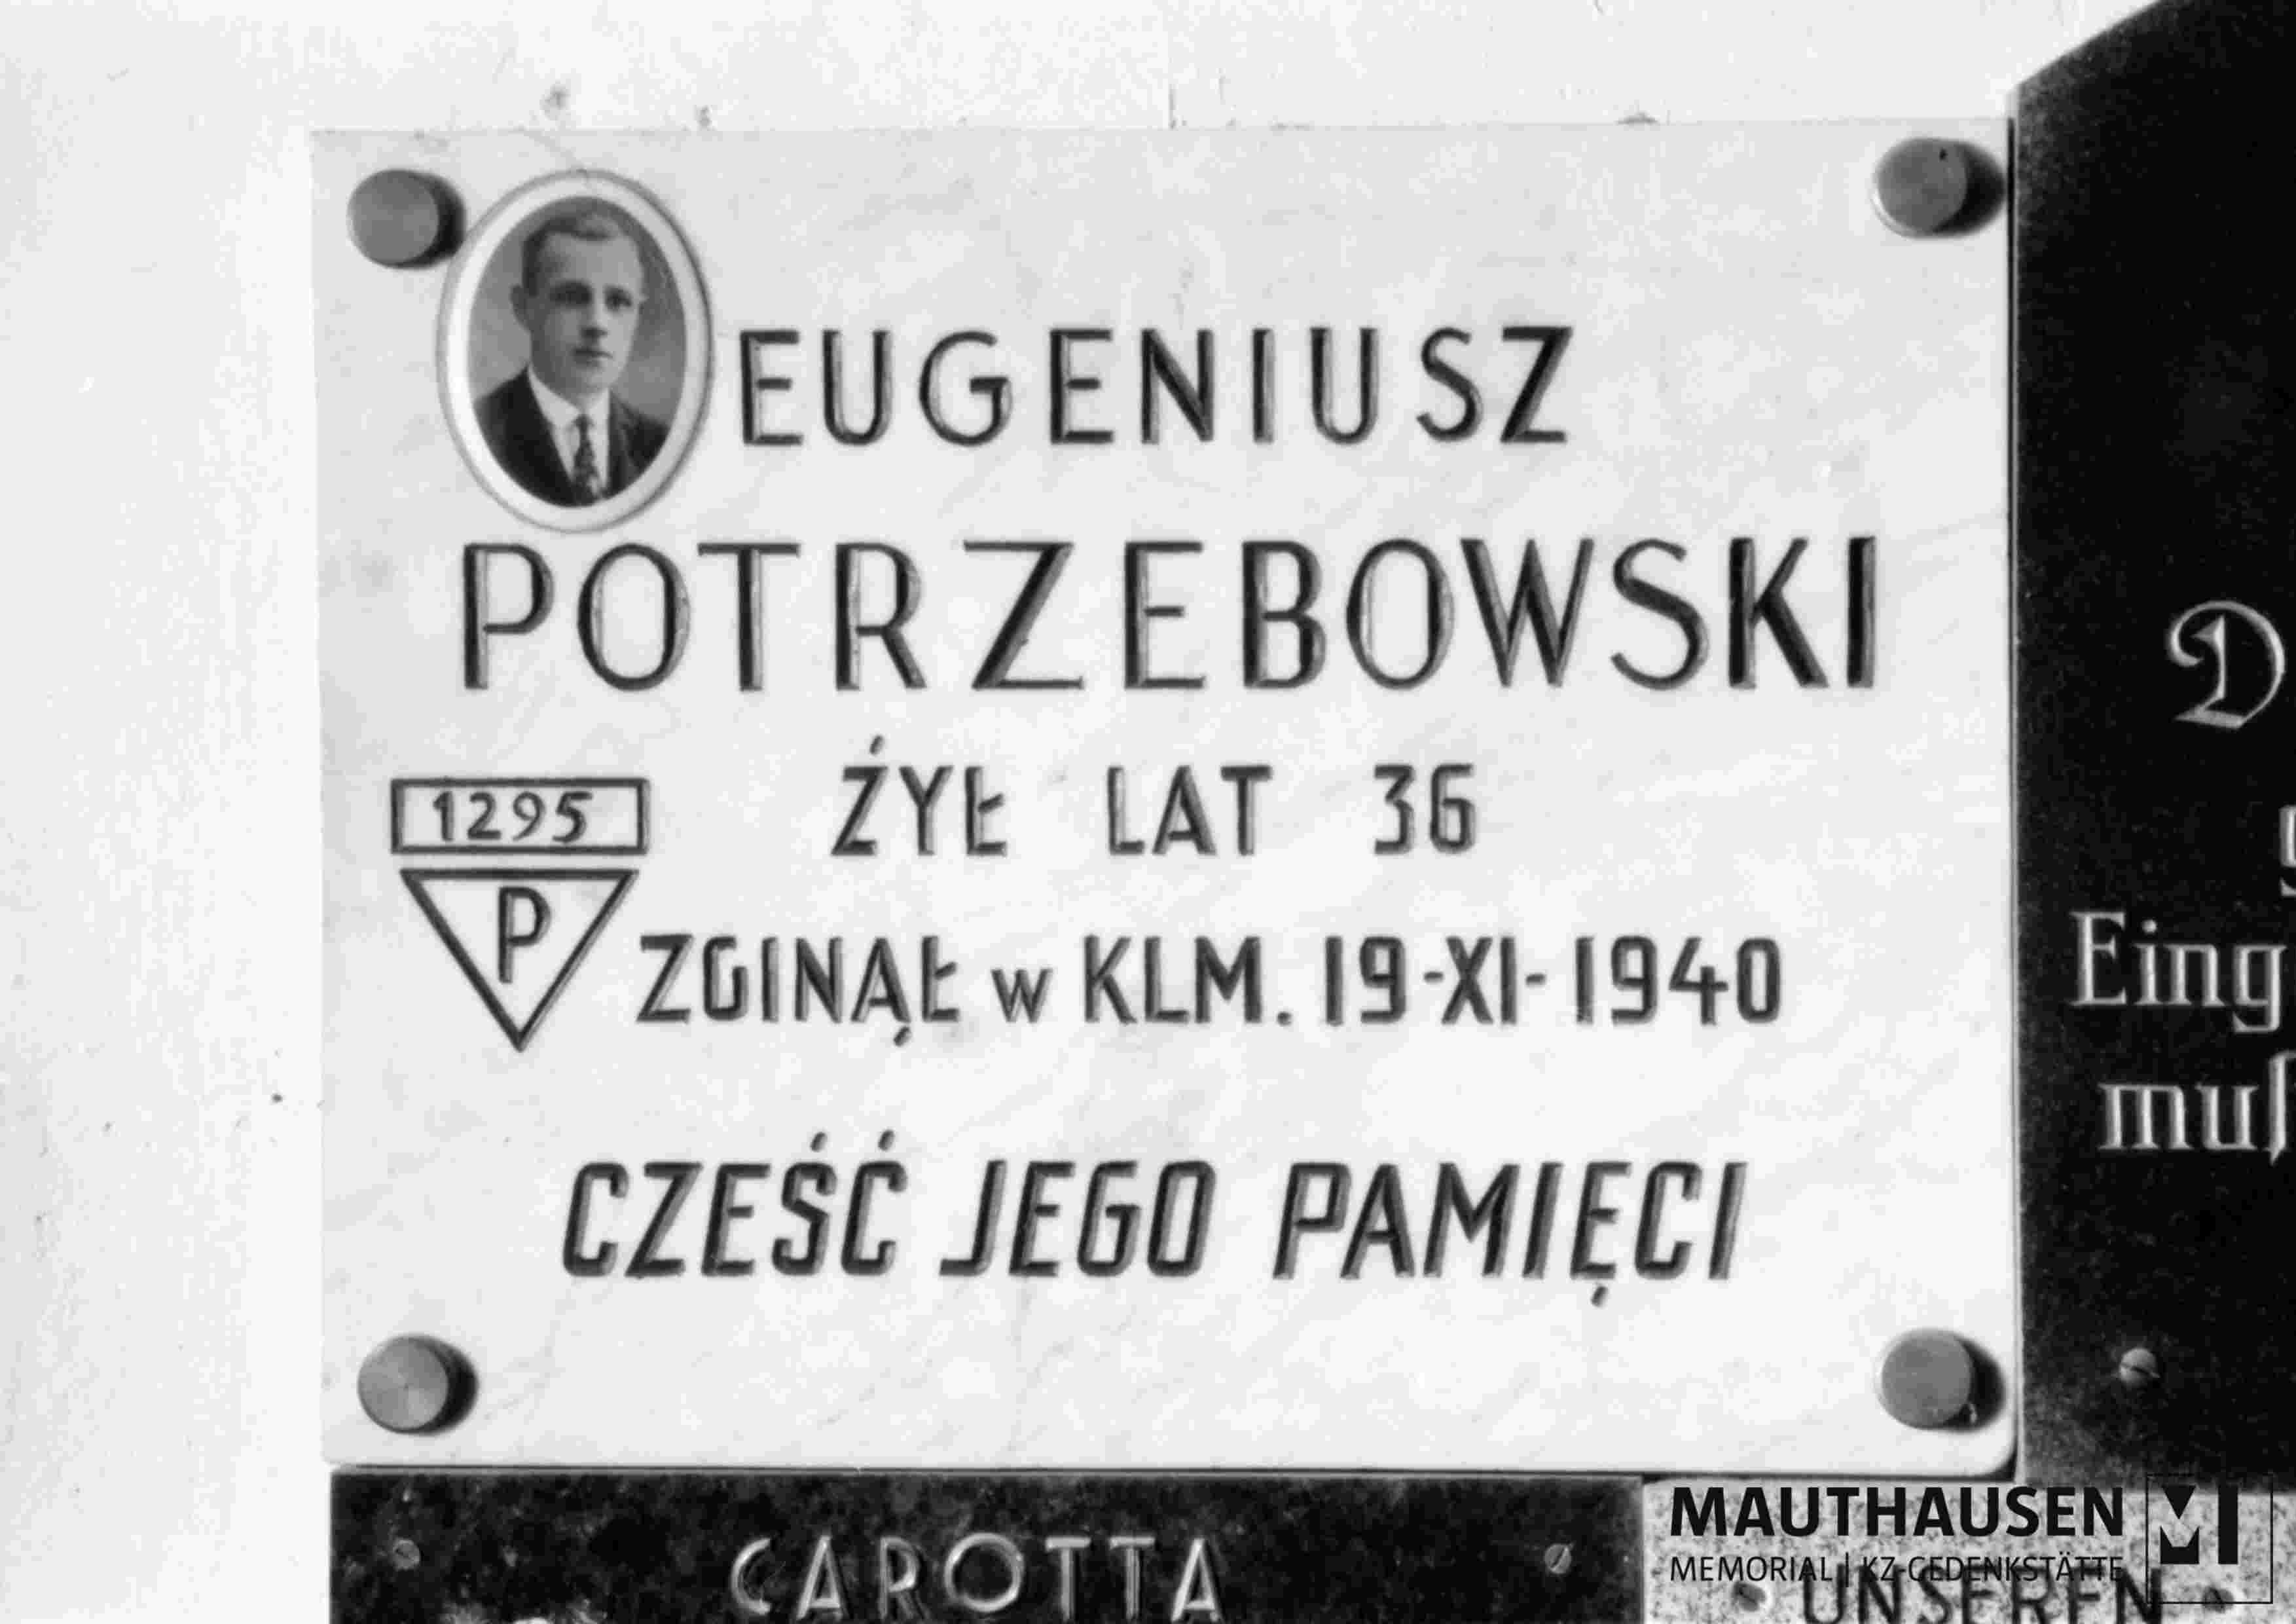 EUGENIUSZ
POTRZEBOWSKI
ŻYŁ LAT 36
1295
P
ZGINĄŁ w KLM. 19-XI-1940
CZEŚĆ JEGO PAMIĘCI
D
Eing
muß
CAROTTA
UNSEREN
MAUTHAUSEN
MEMORIAL | KZ-GEDENKSTÄTTE